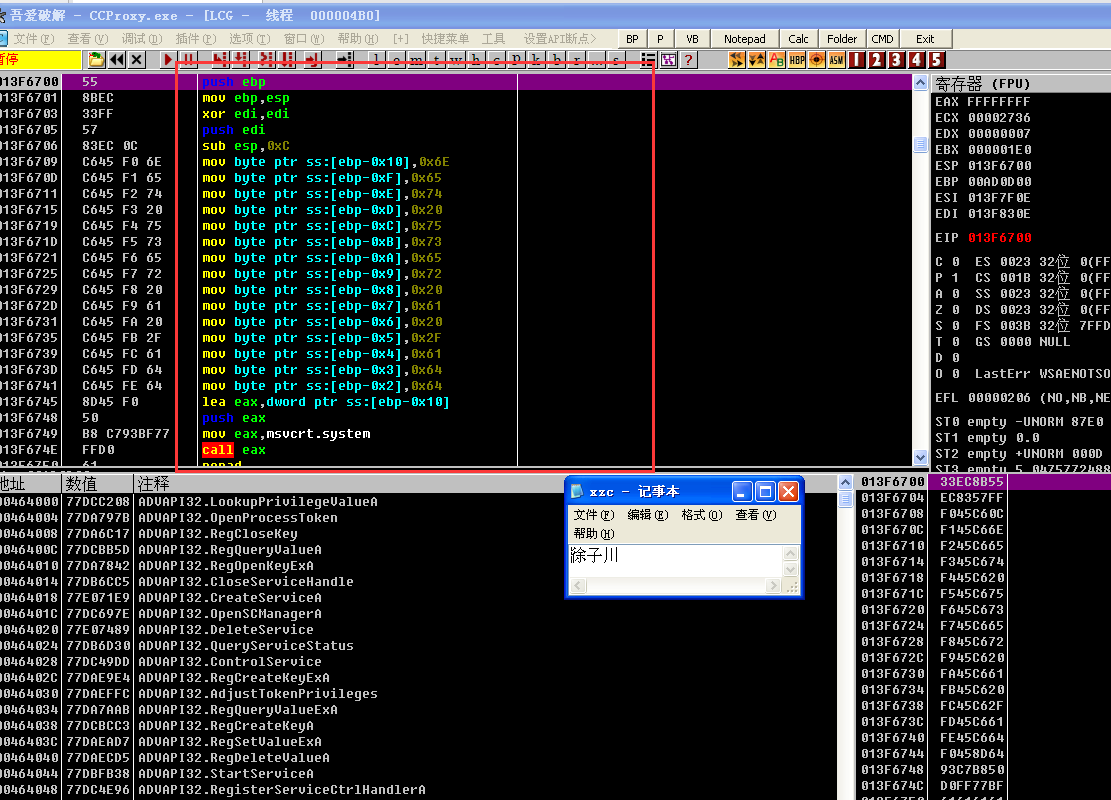 吾爱破解 - CCProxy.exe - [LCG - 线程 000004B0]
文件(F) 查看(V) 调试(D) 插件(P) 选项(T) 窗口(W) 帮助(H) [+] 快捷菜单 工具 设置API断点> BP P VB Notepad Calc Folder CMD Exit
暂停 l e m t w h c p k b r ... s ? HBP ASM 1 2 3 4 5
013F6700 55 push ebp
013F6701 8BEC mov ebp,esp
013F6703 33FF xor edi,edi
013F6705 57 push edi
013F6706 83EC 0C sub esp,0xC
013F6709 C645 F0 6E mov byte ptr ss:[ebp-0x10],0x6E
013F670D C645 F1 65 mov byte ptr ss:[ebp-0xF],0x65
013F6711 C645 F2 74 mov byte ptr ss:[ebp-0xE],0x74
013F6715 C645 F3 20 mov byte ptr ss:[ebp-0xD],0x20
013F6719 C645 F4 75 mov byte ptr ss:[ebp-0xC],0x75
013F671D C645 F5 73 mov byte ptr ss:[ebp-0xB],0x73
013F6721 C645 F6 65 mov byte ptr ss:[ebp-0xA],0x65
013F6725 C645 F7 72 mov byte ptr ss:[ebp-0x9],0x72
013F6729 C645 F8 20 mov byte ptr ss:[ebp-0x8],0x20
013F672D C645 F9 61 mov byte ptr ss:[ebp-0x7],0x61
013F6731 C645 FA 20 mov byte ptr ss:[ebp-0x6],0x20
013F6735 C645 FB 2F mov byte ptr ss:[ebp-0x5],0x2F
013F6739 C645 FC 61 mov byte ptr ss:[ebp-0x4],0x61
013F673D C645 FD 64 mov byte ptr ss:[ebp-0x3],0x64
013F6741 C645 FE 64 mov byte ptr ss:[ebp-0x2],0x64
013F6745 8D45 F0 lea eax,dword ptr ss:[ebp-0x10]
013F6748 50 push eax
013F6749 B8 C793BF77 mov eax,msvcrt.system
013F674E FFD0 call eax
013F67E0 61 popad
寄存器 (FPU)
EAX FFFFFFFF
ECX 00002736
EDX 00000007
EBX 000001E0
ESP 013F6700
EBP 00AD0D00
ESI 013F7F0E
EDI 013F830E
EIP 013F6700
C 0 ES 0023 32位 0(FF
P 1 CS 001B 32位 0(FF
A 0 SS 0023 32位 0(FF
Z 0 DS 0023 32位 0(FF
S 0 FS 003B 32位 7FFD
T 0 GS 0000 NULL
D 0
O 0 LastErr WSAENOTSO
EFL 00000206 (NO,NB,NE
ST0 empty -UNORM 87E0
ST1 empty 0.0
ST2 empty +UNORM 000D
ST3 empty 5.0475772488
地址 数值 注释
00464000 77DCC208 ADVAPI32.LookupPrivilegeValueA
00464004 77DA797B ADVAPI32.OpenProcessToken
00464008 77DA6C17 ADVAPI32.RegCloseKey
0046400C 77DCBB5D ADVAPI32.RegQueryValueA
00464010 77DA7842 ADVAPI32.RegOpenKeyExA
00464014 77DB6CC5 ADVAPI32.CloseServiceHandle
00464018 77E071E9 ADVAPI32.CreateServiceA
0046401C 77DC697E ADVAPI32.OpenSCManagerA
00464020 77E07489 ADVAPI32.DeleteService
00464024 77DB6D30 ADVAPI32.QueryServiceStatus
00464028 77DC49DD ADVAPI32.ControlService
0046402C 77DAE9E4 ADVAPI32.RegCreateKeyExA
00464030 77DAEFFC ADVAPI32.AdjustTokenPrivileges
00464034 77DA7AAB ADVAPI32.RegQueryValueExA
00464038 77DCBCC3 ADVAPI32.RegCreateKeyA
0046403C 77DAEAD7 ADVAPI32.RegSetValueExA
00464040 77DAECD5 ADVAPI32.RegDeleteValueA
00464044 77DBFB38 ADVAPI32.StartServiceA
00464048 77DC4E96 ADVAPI32.RegisterServiceCtrlHandlerA
xzc - 记事本
文件(F) 编辑(E) 格式(O) 查看(V)
帮助(H)
涂子川
013F6700 33EC8B55
013F6704 EC8357FF
013F6708 F045C60C
013F670C F145C66E
013F6710 F245C665
013F6714 F345C674
013F6718 F445C620
013F671C F545C675
013F6720 F645C673
013F6724 F745C665
013F6728 F845C672
013F672C F945C620
013F6730 FA45C661
013F6734 FB45C620
013F6738 FC45C62F
013F673C FD45C661
013F6740 FE45C664
013F6744 F0458D64
013F6748 93C7B850
013F674C D0FF77BF